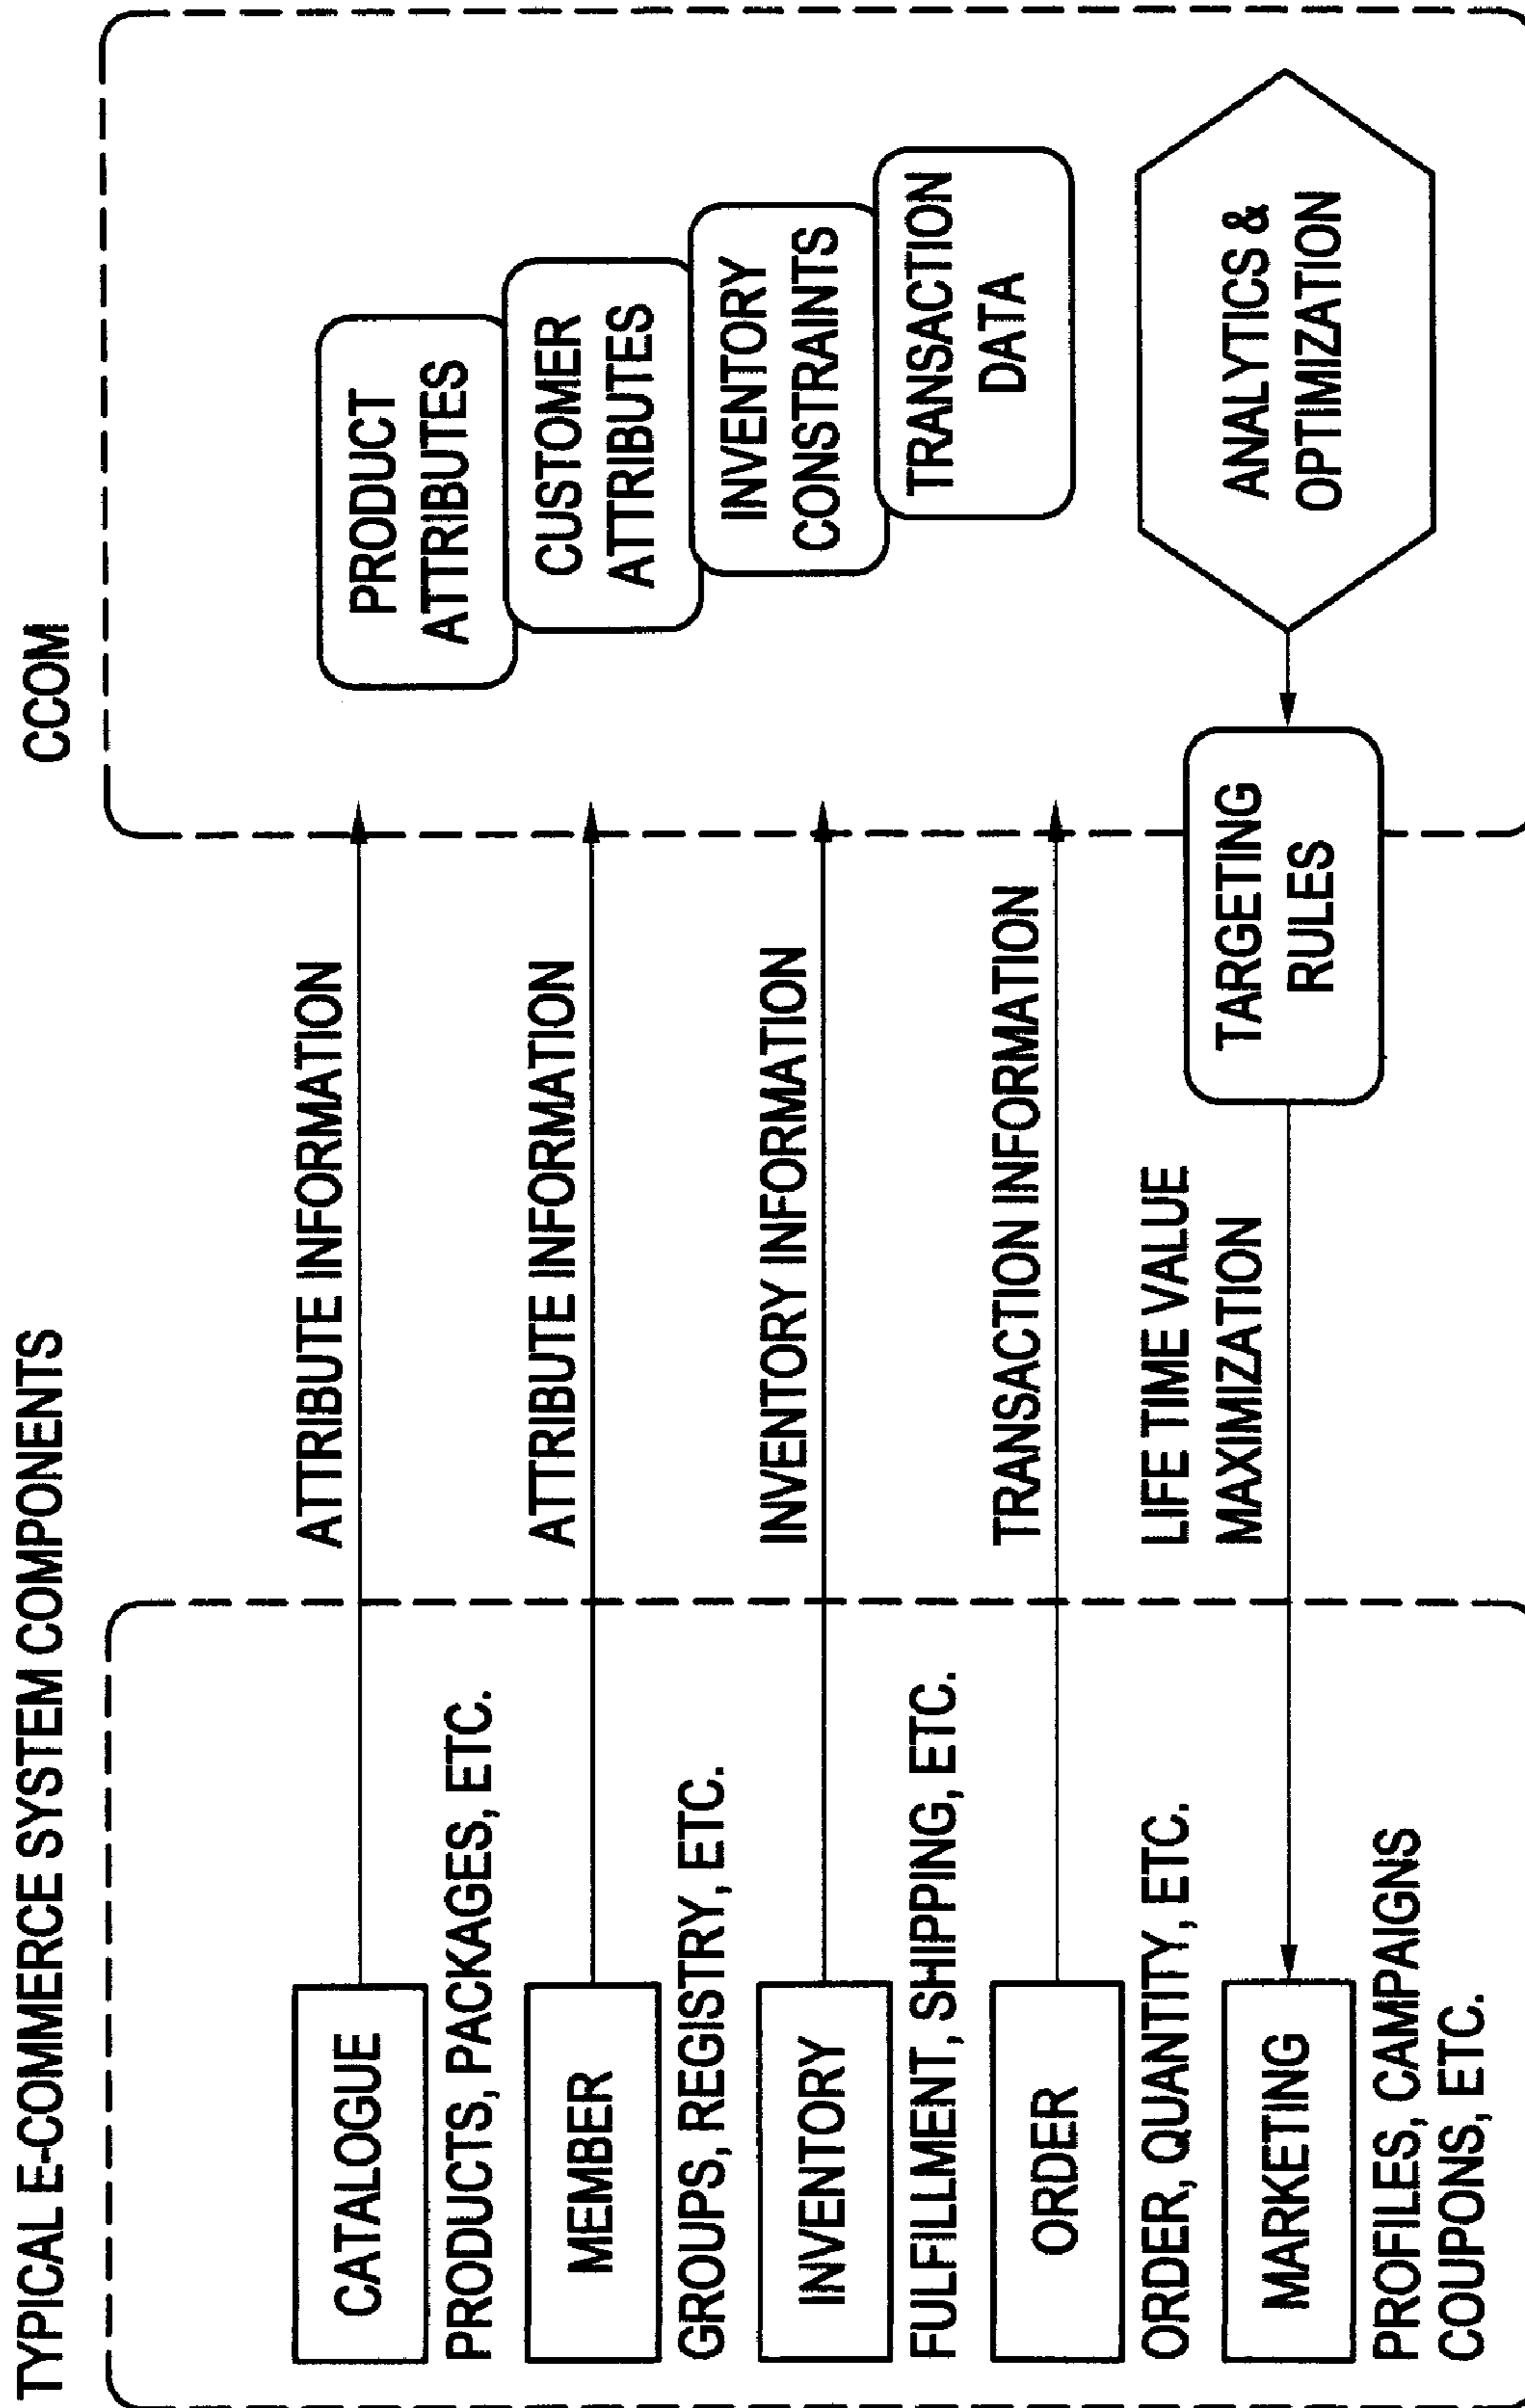 TYPICAL E-COMMERCE SYSTEM COMPONENTS
CCOM
CATALOGUE
PRODUCTS, PACKAGES, ETC.
MEMBER
GROUPS, REGISTRY, ETC.
INVENTORY
FULFILLMENT, SHIPPING, ETC.
ORDER
ORDER, QUANTITY, ETC.
MARKETING
PROFILES, CAMPAIGNS
COUPONS, ETC.
ATTRIBUTE INFORMATION
ATTRIBUTE INFORMATION
INVENTORY INFORMATION
TRANSACTION INFORMATION
LIFE TIME VALUE
MAXIMIZATION
TARGETING
RULES
PRODUCT
ATTRIBUTES
CUSTOMER
ATTRIBUTES
INVENTORY
CONSTRAINTS
TRANSACTION
DATA
ANALYTICS &
OPTIMIZATION